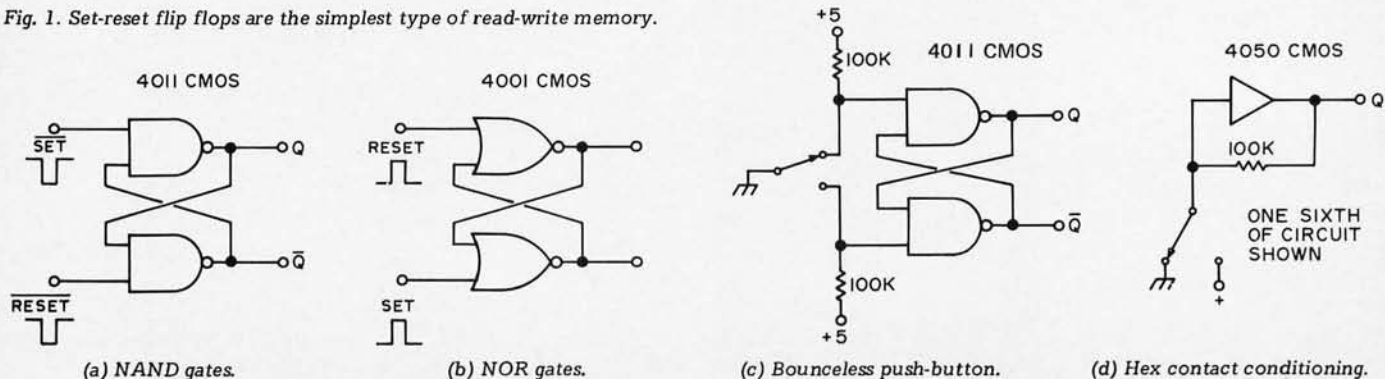 Fig. 1. Set-reset flip flops are the simplest type of read-write memory.
4011 CMOS
SET
RESET
Q
Q̅
(a) NAND gates.
4001 CMOS
RESET
SET
(b) NOR gates.
+5
100K
4011 CMOS
Q
Q̅
100K
+5
(c) Bounceless push-button.
4050 CMOS
Q
100K
ONE SIXTH
OF CIRCUIT
SHOWN
+
(d) Hex contact conditioning.